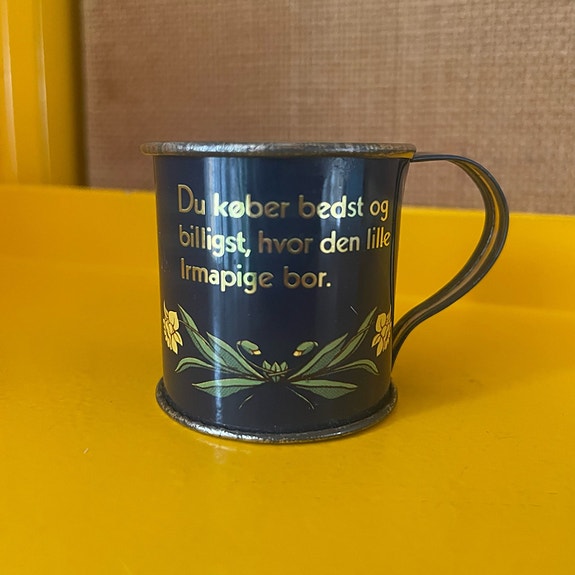 Du køber bedst og
billigst, hvor den lille
Irmapige bor.